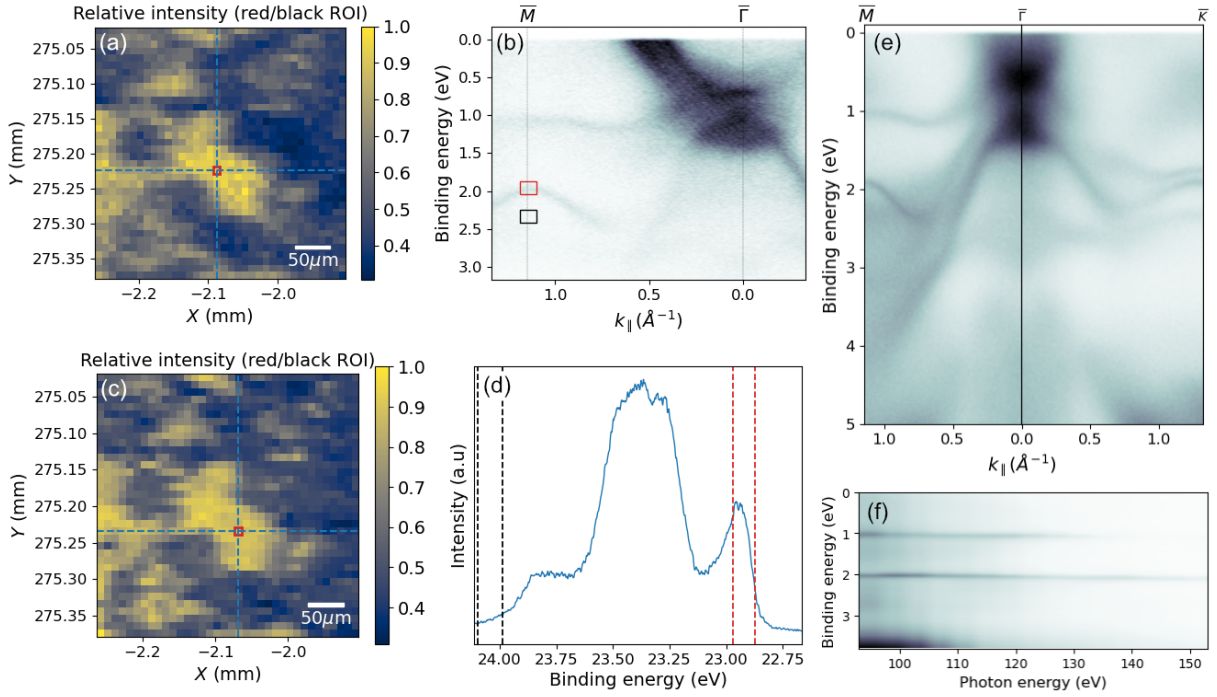 Relative intensity (red/black ROI)
(a)
275.05
275.10
275.15
275.20
275.25
275.30
275.35
Y (mm)
50μm
−2.2
−2.1
−2.0
X (mm)
1.0
0.9
0.8
0.7
0.6
0.5
0.4
M̅
Γ̅
(b)
0.0
0.5
1.0
1.5
2.0
2.5
3.0
Binding energy (eV)
1.0
0.5
0.0
k∥(Å⁻¹)
M̅
Γ̅
K̅
(e)
0
1
2
3
4
5
Binding energy (eV)
1.0
0.5
0.0
0.5
1.0
k∥(Å⁻¹)
Relative intensity (red/black ROI)
(c)
275.05
275.10
275.15
275.20
275.25
275.30
275.35
Y (mm)
50μm
−2.2
−2.1
−2.0
X (mm)
1.0
0.9
0.8
0.7
0.6
0.5
0.4
(d)
Intensity (a.u)
24.00
23.75
23.50
23.25
23.00
22.75
Binding energy (eV)
(f)
0
1
2
3
Binding energy (eV)
100
110
120
130
140
150
Photon energy (eV)